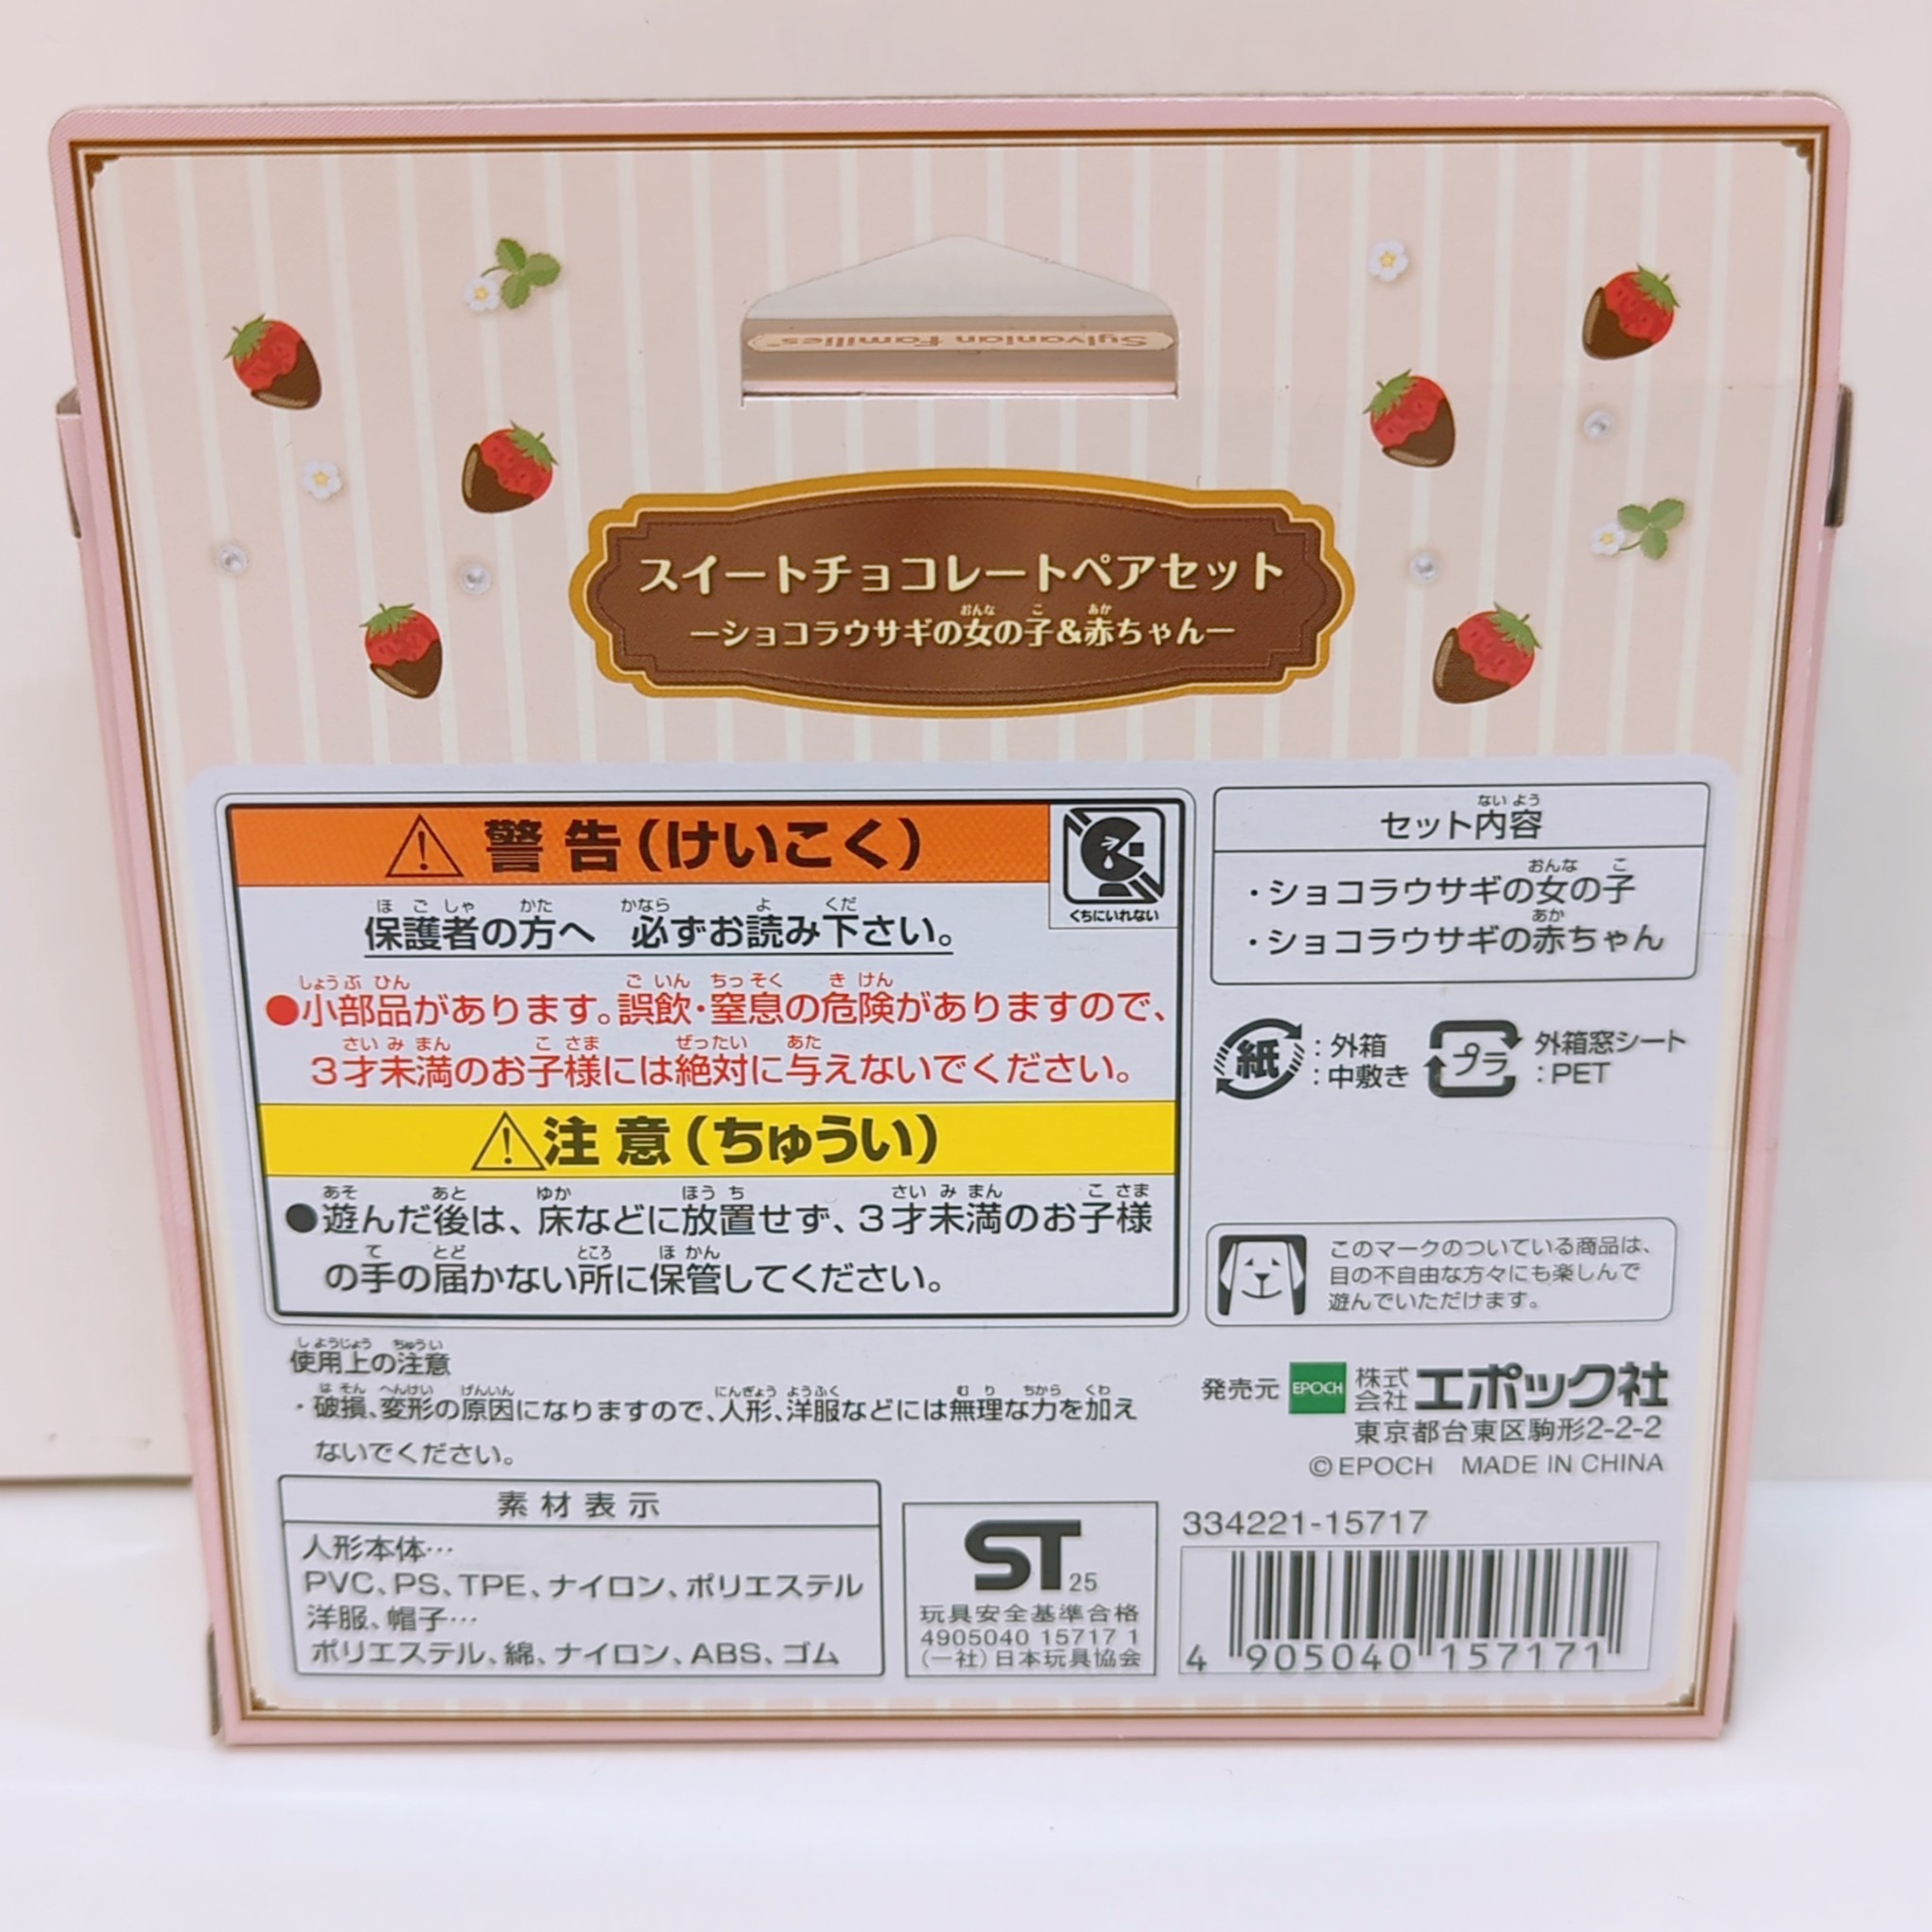 Sylvanian Families
スイートチョコレートペアセット
ーショコラウサギの女の子&赤ちゃんー
警告(けいこく)
くちにいれない
保護者の方へ 必ずお読み下さい。
●小部品があります。誤飲・窒息の危険がありますので、
3才未満のお子様には絶対に与えないでください。
注意(ちゅうい)
●遊んだ後は、床などに放置せず、3才未満のお子様
の手の届かない所に保管してください。
使用上の注意
・破損、変形の原因になりますので、人形、洋服などには無理な力を加え
ないでください。
素材表示
人形本体…
PVC、PS、TPE、ナイロン、ポリエステル
洋服、帽子…
ポリエステル、綿、ナイロン、ABS、ゴム
セット内容
・ショコラウサギの女の子
・ショコラウサギの赤ちゃん
紙 :外箱
:中敷き
プラ 外箱窓シート
:PET
このマークのついている商品は、
目の不自由な方々にも楽しんで
遊んでいただけます。
発売元 EPOCH 株式会社 エポック社
東京都台東区駒形2-2-2
©EPOCH MADE IN CHINA
ST 25
玩具安全基準合格
4905040 15717 1
(一社)日本玩具協会
334221-15717
4 905040 157171